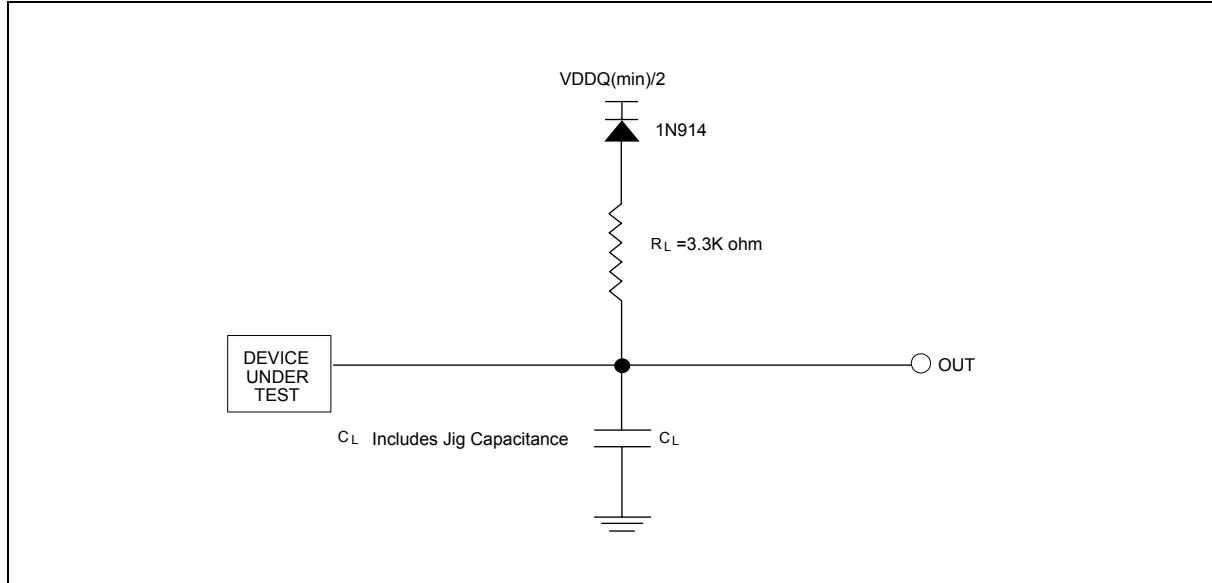 VDDQ(min)/2
1N914
RL =3.3K ohm
DEVICE
UNDER
TEST
OUT
CL Includes Jig Capacitance
CL